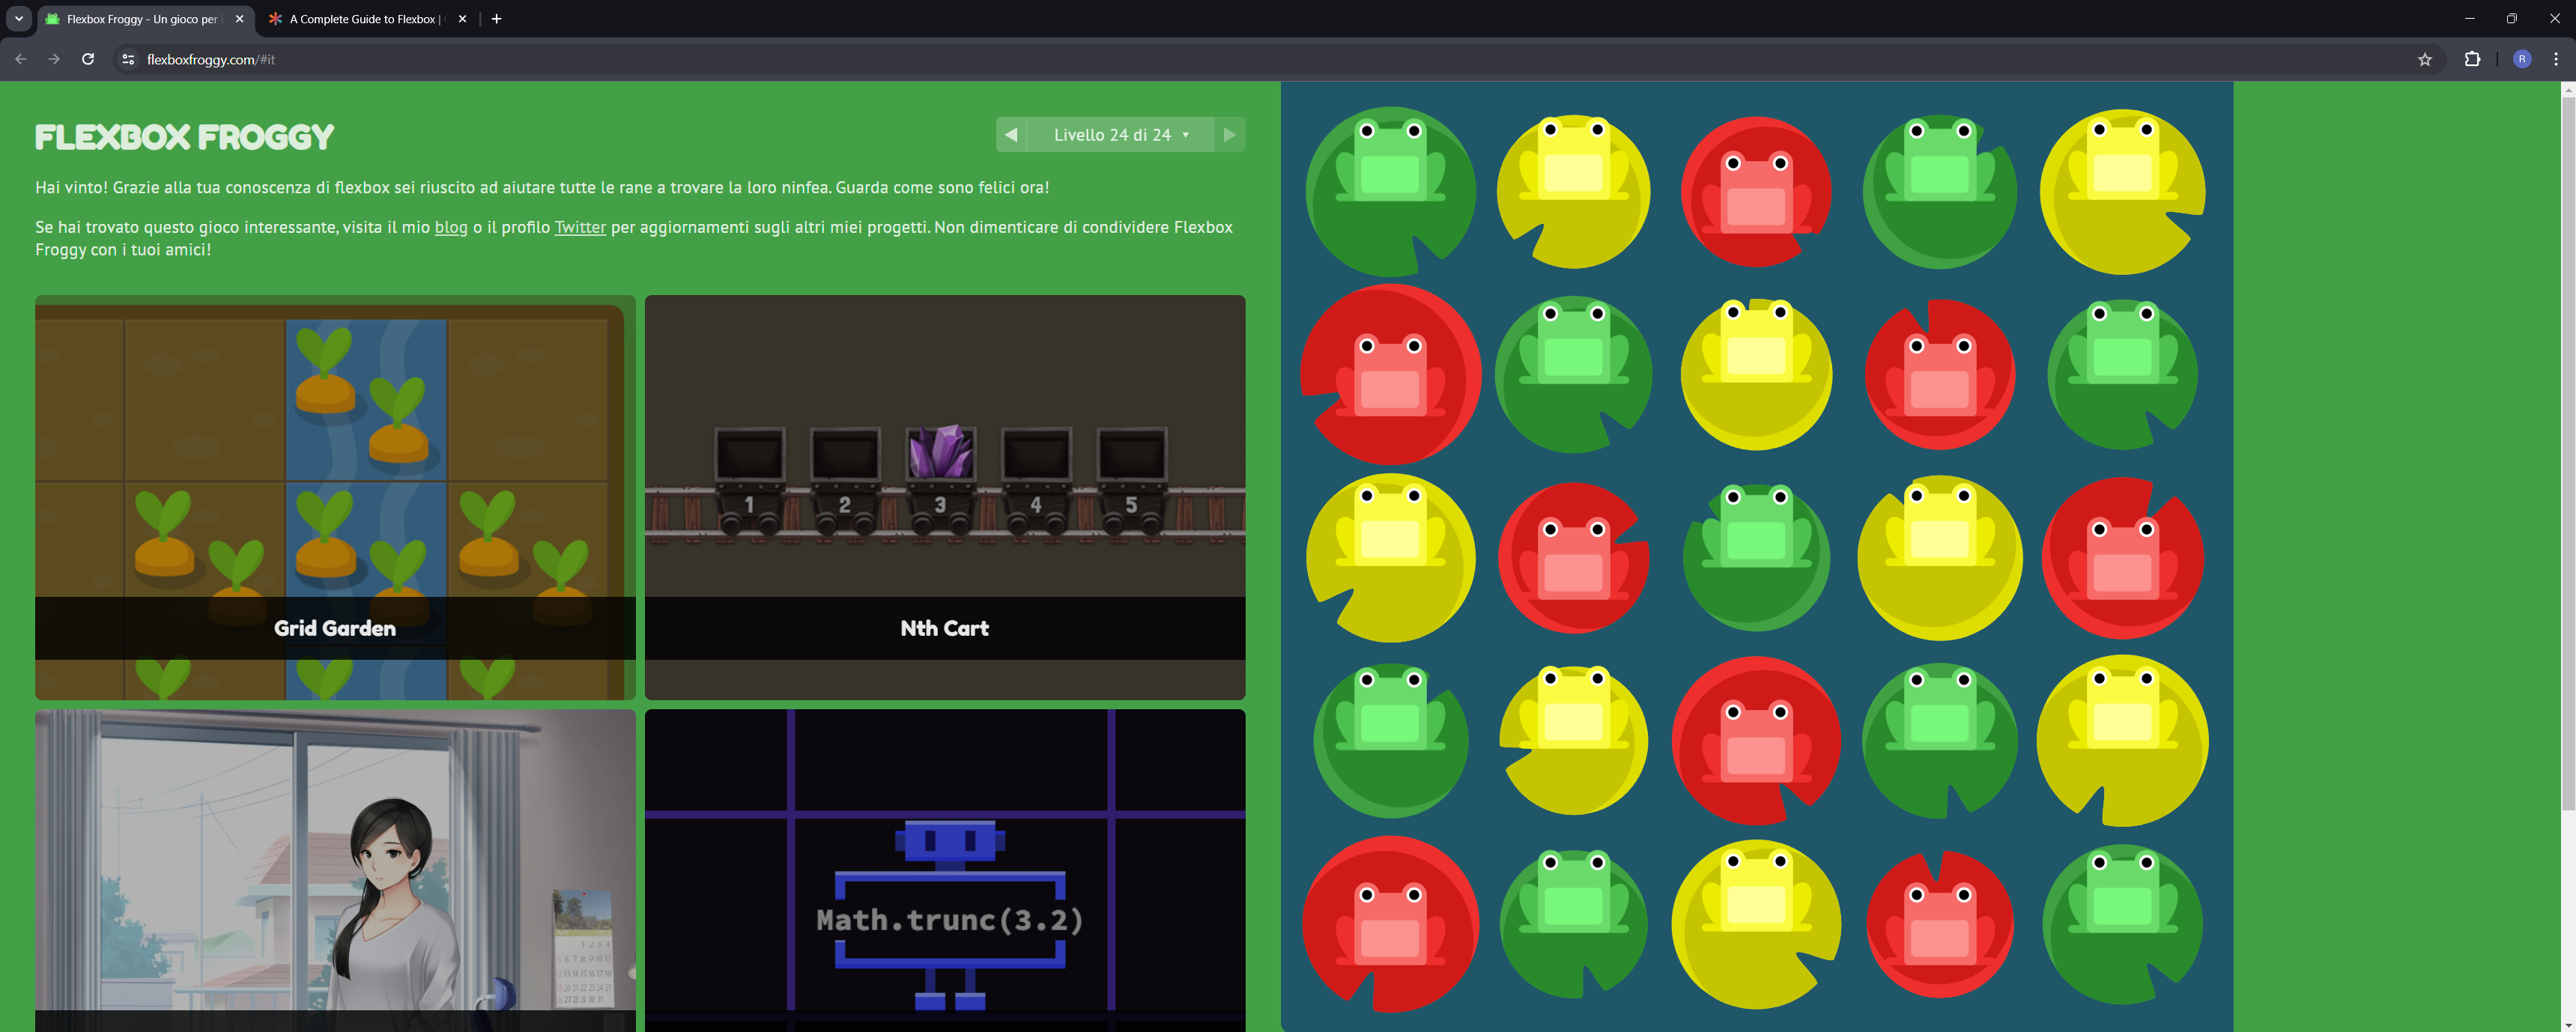 Flexbox Froggy - Un gioco per
A Complete Guide to Flexbox |
flexboxfroggy.com/#it
R
FLEXBOX FROGGY
Livello 24 di 24
Hai vinto! Grazie alla tua conoscenza di flexbox sei riuscito ad aiutare tutte le rane a trovare la loro ninfea. Guarda come sono felici ora!
Se hai trovato questo gioco interessante, visita il mio blog o il profilo Twitter per aggiornamenti sugli altri miei progetti. Non dimenticare di condividere Flexbox
Froggy con i tuoi amici!
1 2 3 4 5
Grid Garden
Nth Cart
Math.trunc(3.2)